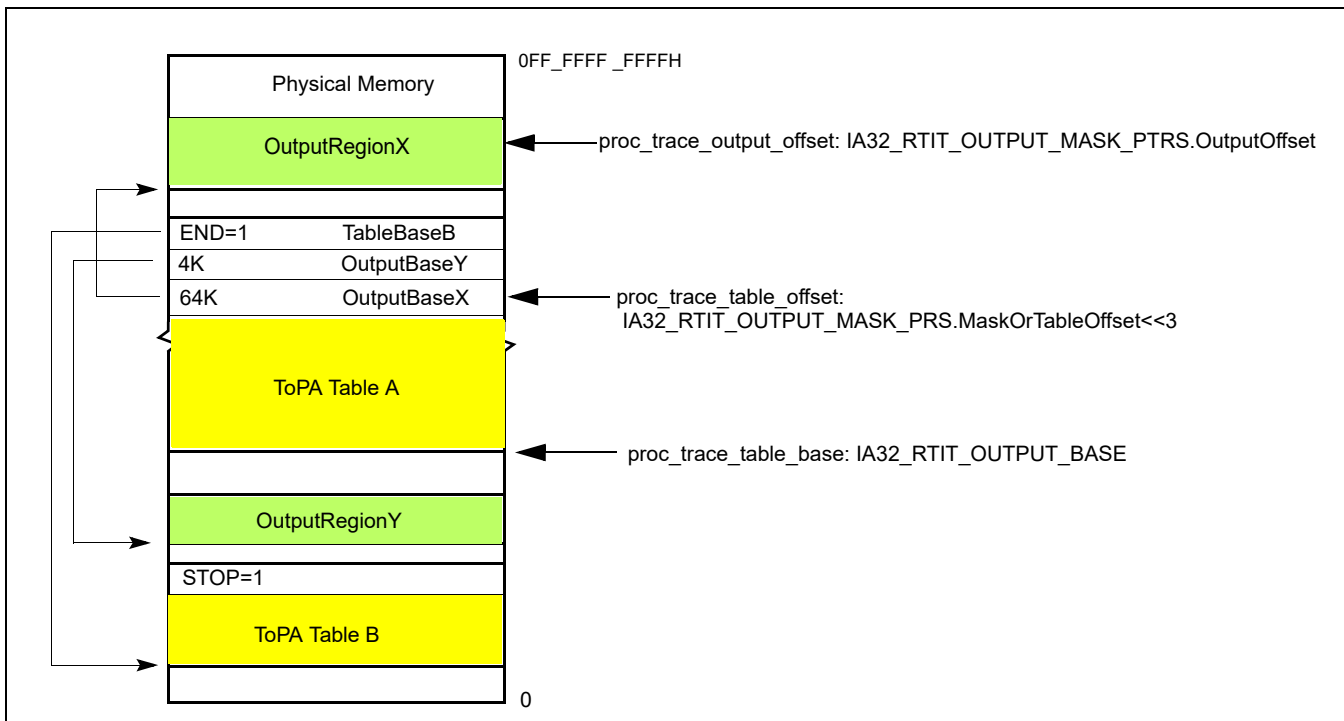 0FF_FFFF _FFFFH
Physical Memory
OutputRegionX
proc_trace_output_offset: IA32_RTIT_OUTPUT_MASK_PTRS.OutputOffset
END=1 TableBaseB
4K OutputBaseY
64K OutputBaseX
proc_trace_table_offset:
IA32_RTIT_OUTPUT_MASK_PRS.MaskOrTableOffset<<3
ToPA Table A
proc_trace_table_base: IA32_RTIT_OUTPUT_BASE
OutputRegionY
STOP=1
ToPA Table B
0